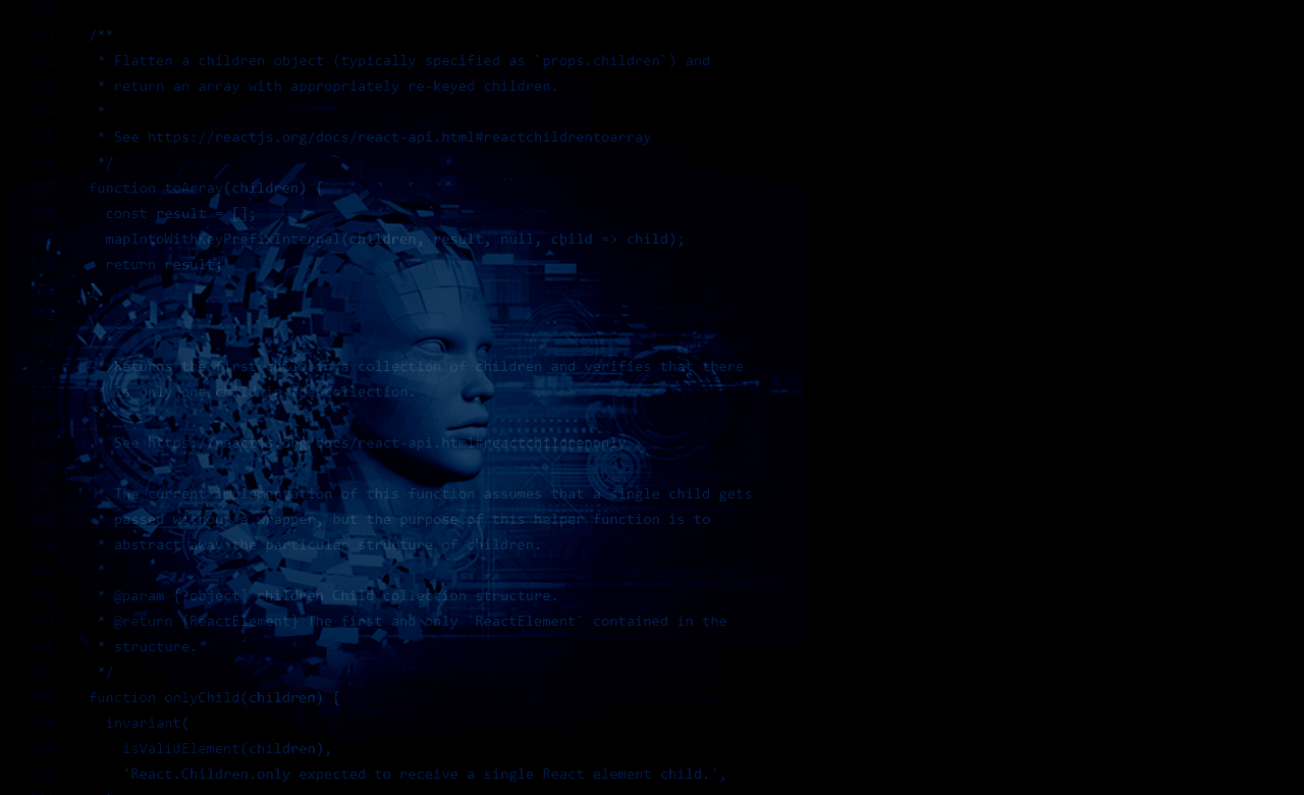 /**
* Flatten a children object (typically specified as `props.children`) and
* return an array with appropriately re-keyed children.
*
* See https://reactjs.org/docs/react-api.html#reactchildrentoarray
*/
function toArray(children) {
const result = [];
mapIntoWithKeyPrefixInternal(children, result, null, child => child);
return result;
* Returns the first child in a collection of children and verifies that there
* is only one child in the collection.
*
* See https://reactjs.org/docs/react-api.html#reactchildrenonly
*
* The current implementation of this function assumes that a single child gets
* passed without a wrapper, but the purpose of this helper function is to
* abstract away the particular structure of children.
*
* @param {?object} children Child collection structure.
* @return {ReactElement} The first and only `ReactElement` contained in the
* structure.
*/
function onlyChild(children) {
invariant(
isValidElement(children),
'React.Children.only expected to receive a single React element child.',